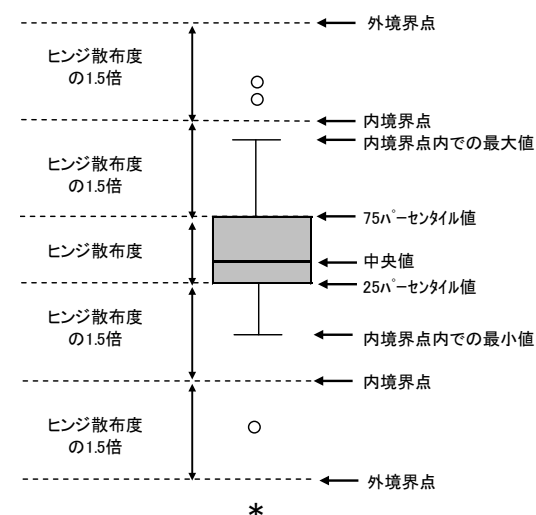 外境界点
ヒンジ散布度
の1.5倍
内境界点
内境界点内での最大値
ヒンジ散布度
の1.5倍
75パーセンタイル値
ヒンジ散布度
中央値
25パーセンタイル値
ヒンジ散布度
の1.5倍
内境界点内での最小値
内境界点
ヒンジ散布度
の1.5倍
外境界点
*